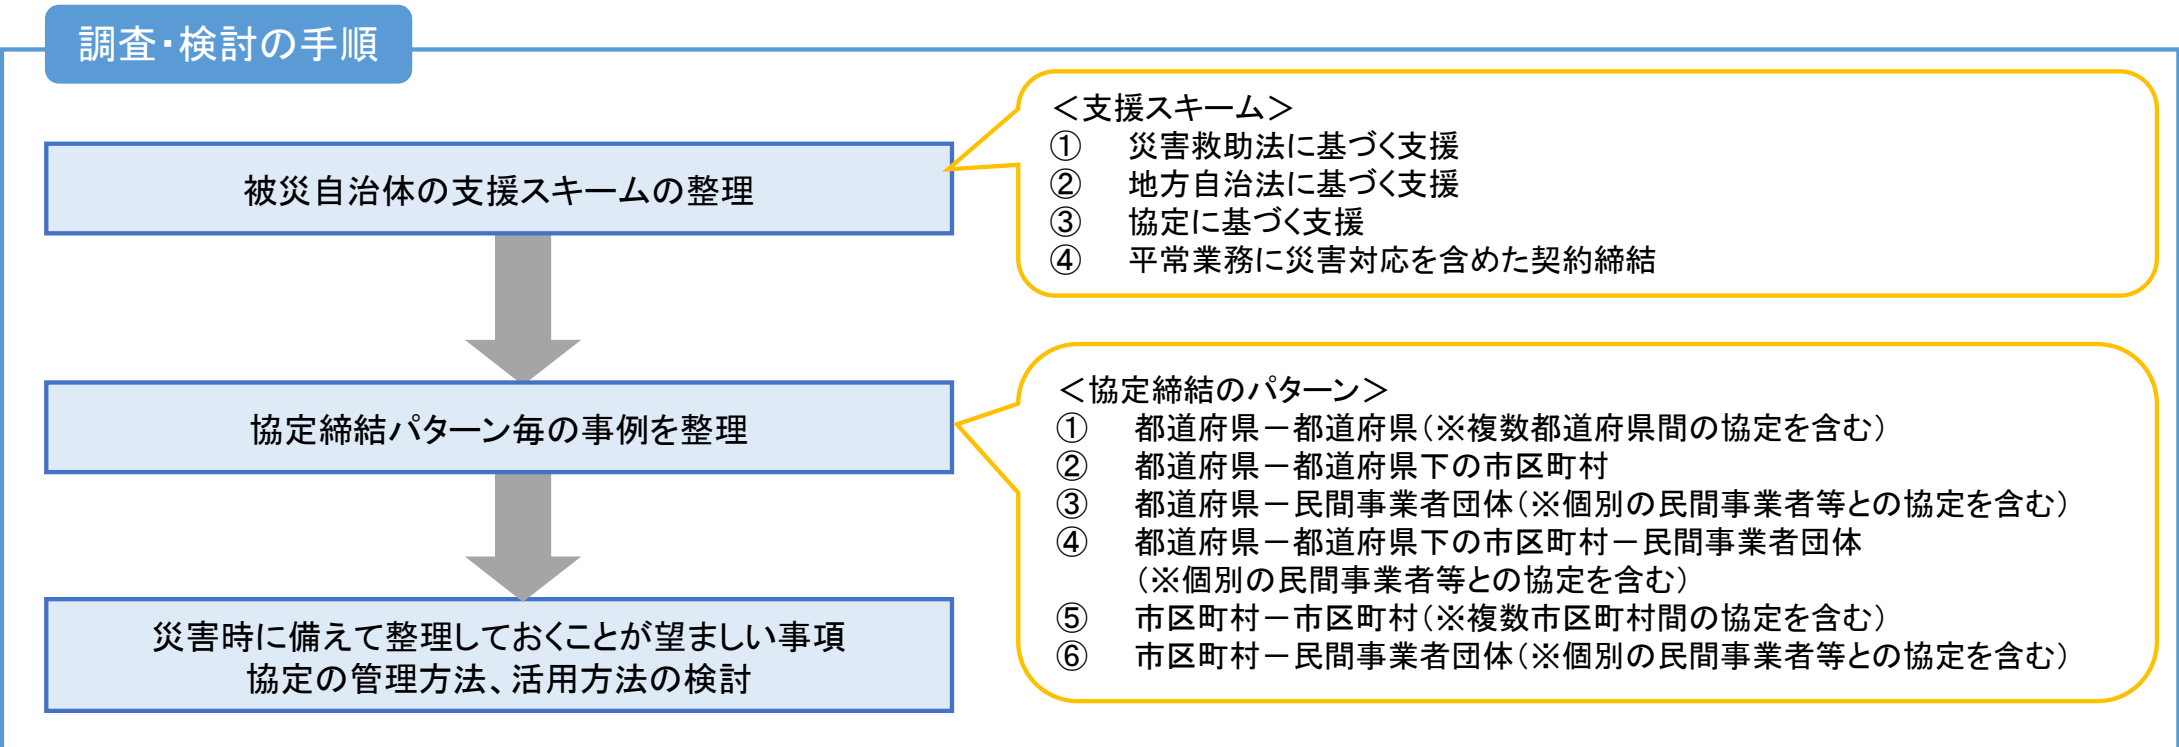 調査・検討の手順
被災自治体の支援スキームの整理
＜支援スキーム＞
① 災害救助法に基づく支援
② 地方自治法に基づく支援
③ 協定に基づく支援
④ 平常業務に災害対応を含めた契約締結
協定締結パターン毎の事例を整理
＜協定締結のパターン＞
① 都道府県－都道府県（※複数都道府県間の協定を含む）
② 都道府県－都道府県下の市区町村
③ 都道府県－民間事業者団体（※個別の民間事業者等との協定を含む）
④ 都道府県－都道府県下の市区町村－民間事業者団体
（※個別の民間事業者等との協定を含む）
⑤ 市区町村－市区町村（※複数市区町村間の協定を含む）
⑥ 市区町村－民間事業者団体（※個別の民間事業者等との協定を含む）
災害時に備えて整理しておくことが望ましい事項
協定の管理方法、活用方法の検討